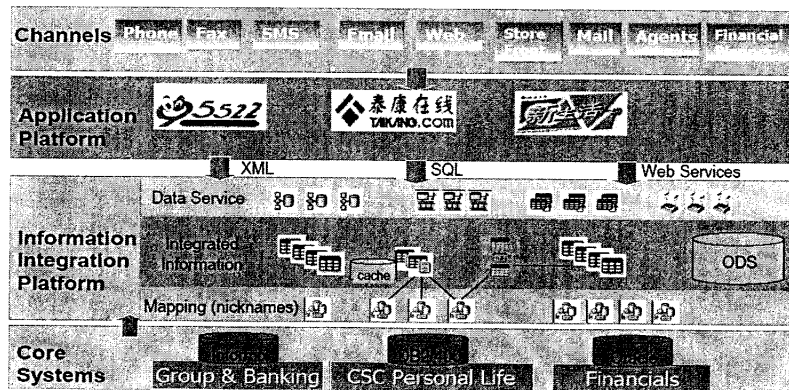 Channels Phone Fax SMS Email Web Store Mail Agents Financial
Application Platform
5522
泰康在线
TAIKANG.COM
XML SQL Web Services
Data Service
Information Integration Platform
Integrated Information
cache
ODS
Mapping (nicknames)
Core Systems
Group & Banking CSC Personal Life Financials